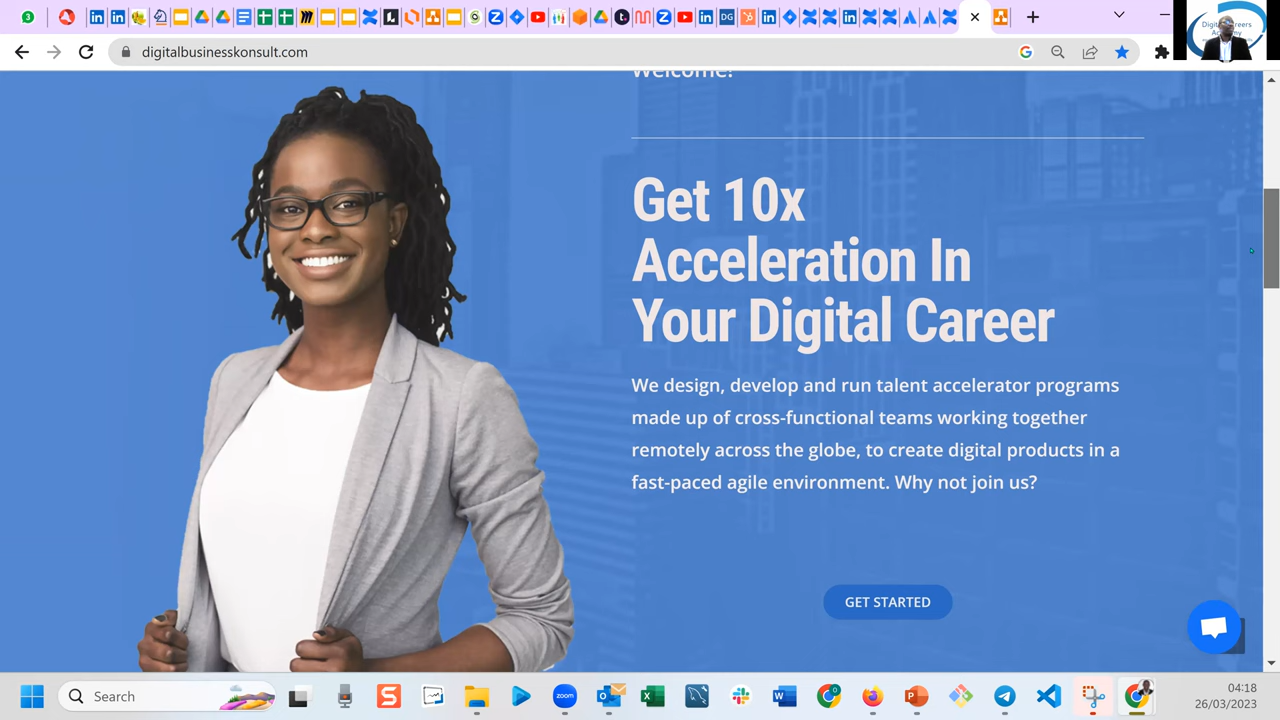 digitalbusinesskonsult.com
Welcome!
Get 10x
Acceleration In
Your Digital Career
We design, develop and run talent accelerator programs
made up of cross-functional teams working together
remotely across the globe, to create digital products in a
fast-paced agile environment. Why not join us?
GET STARTED
Search
zoom
04:18
26/03/2023